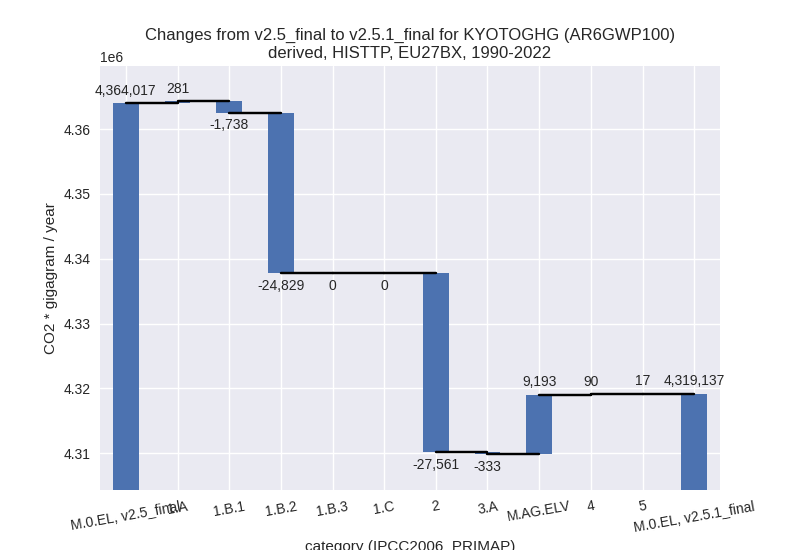 Changes from v2.5_final to v2.5.1_final for KYOTOGHG (AR6GWP100)
derived, HISTTP, EU27BX, 1990-2022
1e6
4,364,017
281
-1,738
-24,829
0
0
-27,561
-333
9,193
90
17
4,319,137
4.36
4.35
4.34
4.33
4.32
4.31
CO2 * gigagram / year
M.0.EL, v2.5_final
1.A
1.B.1
1.B.2
1.B.3
1.C
2
3.A
M.AG.ELV
4
5
M.0.EL, v2.5.1_final
category (IPCC2006_PRIMAP)